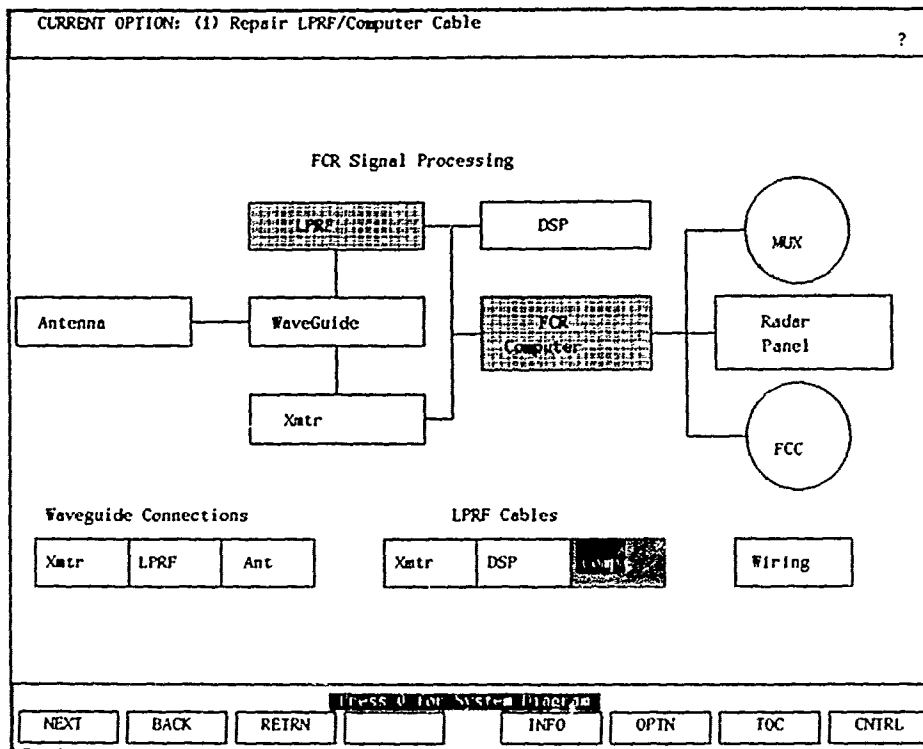 CURRENT OPTION: (1) Repair LPRF/Computer Cable
?
FCR Signal Processing
LPRF
DSP
MUX
Antenna
WaveGuide
FCR
Computer
Radar
Panel
Xmtr
FCC
Waveguide Connections
LPRF Cables
Xmtr
LPRF
Ant
Xmtr
DSP
Comp
Wiring
Press 0 for System Diagram
NEXT
BACK
RETRN
INFO
OPTN
TOC
CNTRL